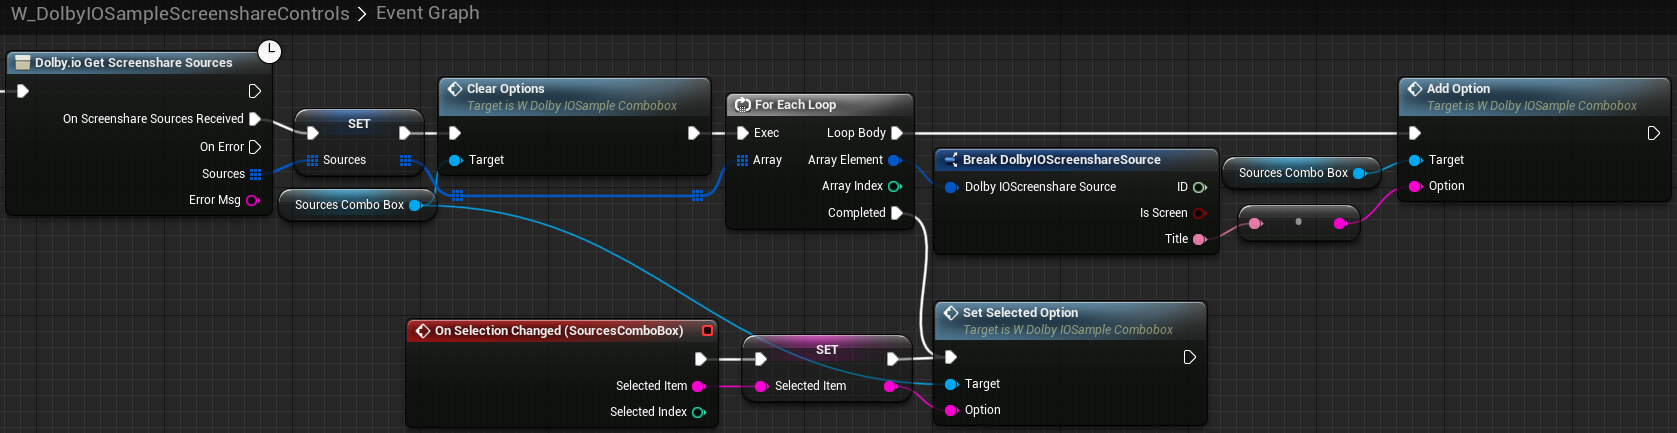 W_DolbyIOSampleScreenshareControls > Event Graph
Dolby.io Get Screenshare Sources
On Screenshare Sources Received
On Error
Sources
Error Msg
SET
Sources
Sources Combo Box
Clear Options
Target is W Dolby IOSample Combobox
Target
For Each Loop
Exec
Loop Body
Array
Array Element
Array Index
Completed
Break DolbyIOScreenshareSource
Dolby IOScreenshare Source
ID
Is Screen
Title
Sources Combo Box
Add Option
Target is W Dolby IOSample Combobox
Target
Option
On Selection Changed (SourcesComboBox)
Selected Item
Selected Index
SET
Selected Item
Set Selected Option
Target is W Dolby IOSample Combobox
Target
Option